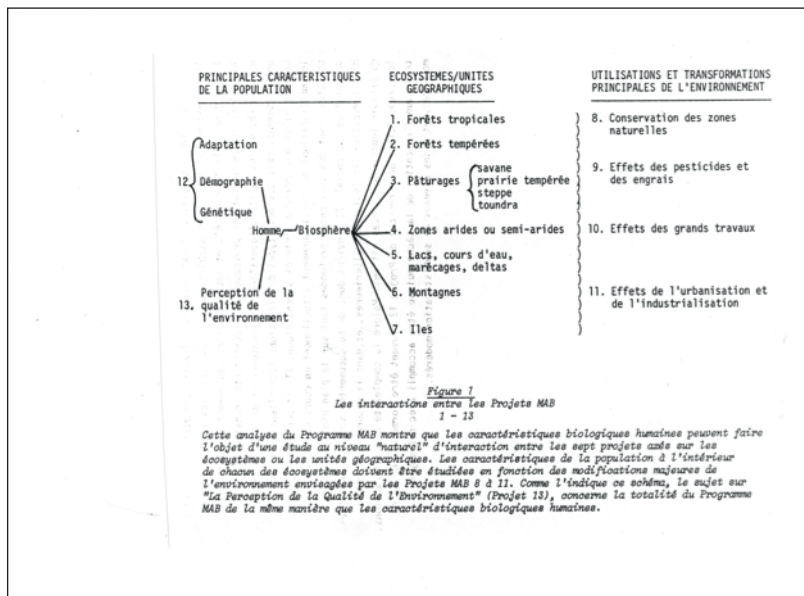 PRINCIPALES CARACTERISTIQUES
DE LA POPULATION
ECOSYSTEMES/UNITES
GEOGRAPHIQUES
UTILISATIONS ET TRANSFORMATIONS
PRINCIPALES DE L'ENVIRONNEMENT
Adaptation
12. Démographie
Génétique
Homme Biosphère
Perception de la
13. qualité de
l'environnement
1. Forêts tropicales
2. Forêts tempérées
3. Pâturages
savane
prairie tempérée
steppe
toundra
4. Zones arides ou semi-arides
5. Lacs, cours d'eau,
marécages, deltas
6. Montagnes
7. Iles
8. Conservation des zones
naturelles
9. Effets des pesticides et
des engrais
10. Effets des grands travaux
11. Effets de l'urbanisation et
de l'industrialisation
Figure 1
Les interactions entre les Projets MAB
1 - 13
Cette analyse du Programme MAB montre que les caractéristiques biologiques humaines peuvent faire
l'objet d'une étude au niveau "naturel" d'interaction entre les sept projets axés sur les
écosystèmes ou les unités géographiques. Les caractéristiques de la population à l'intérieur
de chacun des écosystèmes doivent être étudiées en fonction des modifications majeures de
l'environnement envisagées par les Projets MAB 8 à 11. Comme l'indique ce schéma, le sujet sur
"La Perception de la Qualité de l'Environnement" (Projet 13), concerne la totalité du Programme
MAB de la même manière que les caractéristiques biologiques humaines.